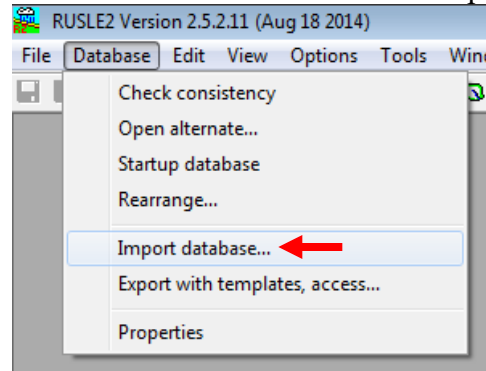 RUSLE2 Version 2.5.2.11 (Aug 18 2014)
File Database Edit View Options Tools
Check consistency
Open alternate...
Startup database
Rearrange...
Import database...
Export with templates, access...
Properties